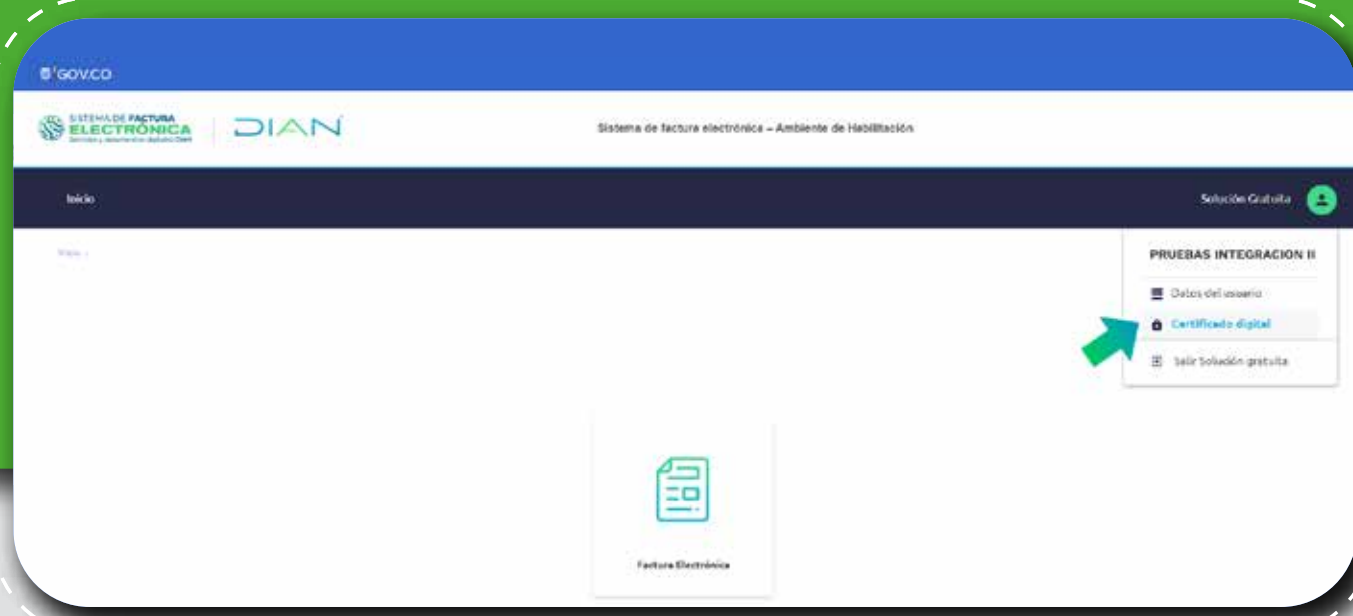 GOV.CO
SISTEMA DE FACTURA
ELECTRÓNICA
DIAN
Sistema de factura electrónica – Ambiente de Habilitación
Inicio
Solución Gratuita
Inicio
PRUEBAS INTEGRACION II
Datos del usuario
Certificado digital
Salir Solución gratuita
Factura Electrónica